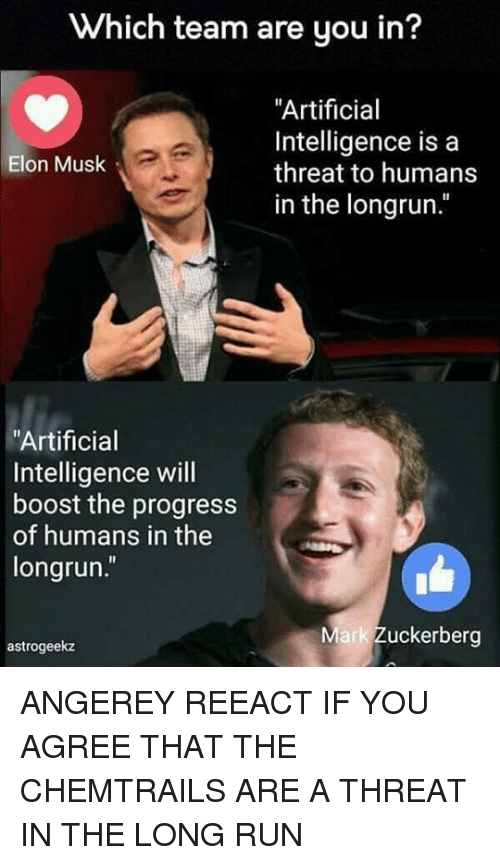 Which team are you in?
Elon Musk
"Artificial
Intelligence is a
threat to humans
in the longrun."
"Artificial
Intelligence will
boost the progress
of humans in the
longrun."
Mark Zuckerberg
astrogeekz
ANGEREY REEACT IF YOU
AGREE THAT THE
CHEMTRAILS ARE A THREAT
IN THE LONG RUN